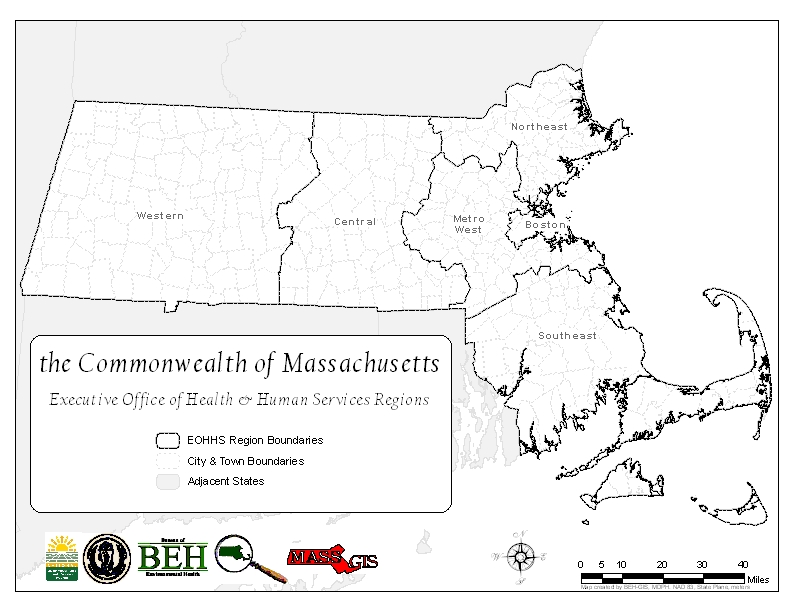 Northeast
Western
Central
Metro
West
Boston
Southeast
the Commonwealth of Massachusetts
Executive Office of Health & Human Services Regions
EOHHS Region Boundaries
City & Town Boundaries
Adjacent States
Bureau of
BEH
Environmental Health
MASS GIS
N
W E
S
0 5 10 20 30 40
Miles
Map created by BEH-GIS, MDPH. NAD 83, State Plane, meters